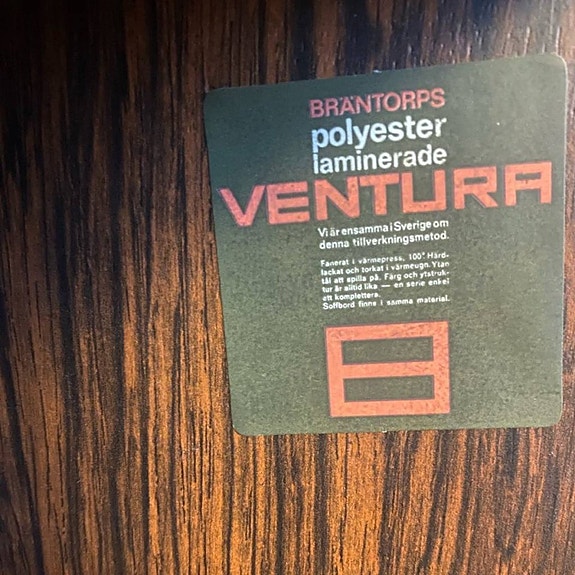 BRÄNTORPS
polyester
laminerade
VENTURA
Vi är ensamma i Sverige om
denna tillverkningsmetod.
Fanerat i värmepress, 100° Hård-
lackat och torkat i värmeugn. Ytan
tål att spilla på. Färg och ytstruk-
tur är alltid lika — en serie enkel
att komplettera.
Soffbord finns i samma material.